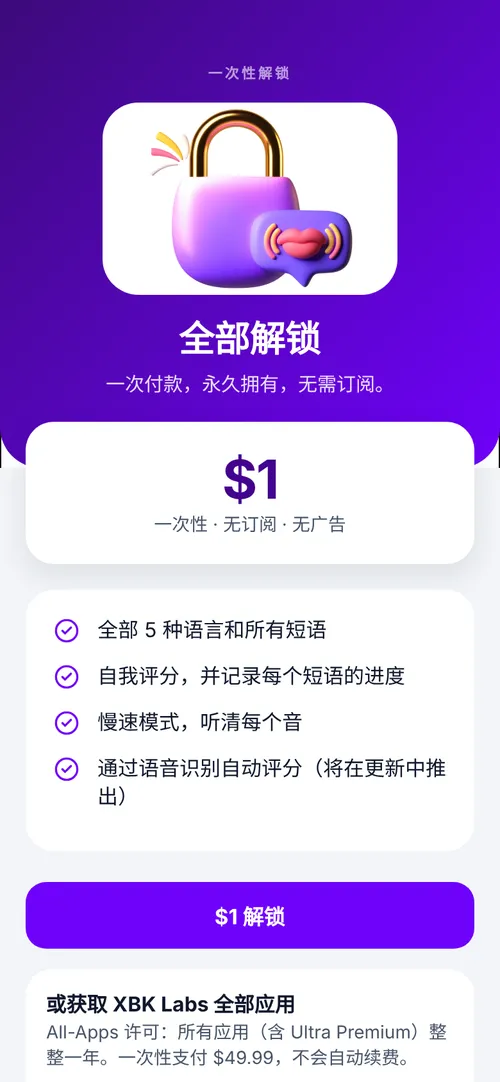 一次性解锁
全部解锁
一次付款，永久拥有，无需订阅。
$1
一次性 · 无订阅 · 无广告
全部 5 种语言和所有短语
自我评分，并记录每个短语的进度
慢速模式，听清每个音
通过语音识别自动评分（将在更新中推
出）
$1 解锁
或获取 XBK Labs 全部应用
All-Apps 许可：所有应用（含 Ultra Premium）整
整一年。一次性支付 $49.99，不会自动续费。